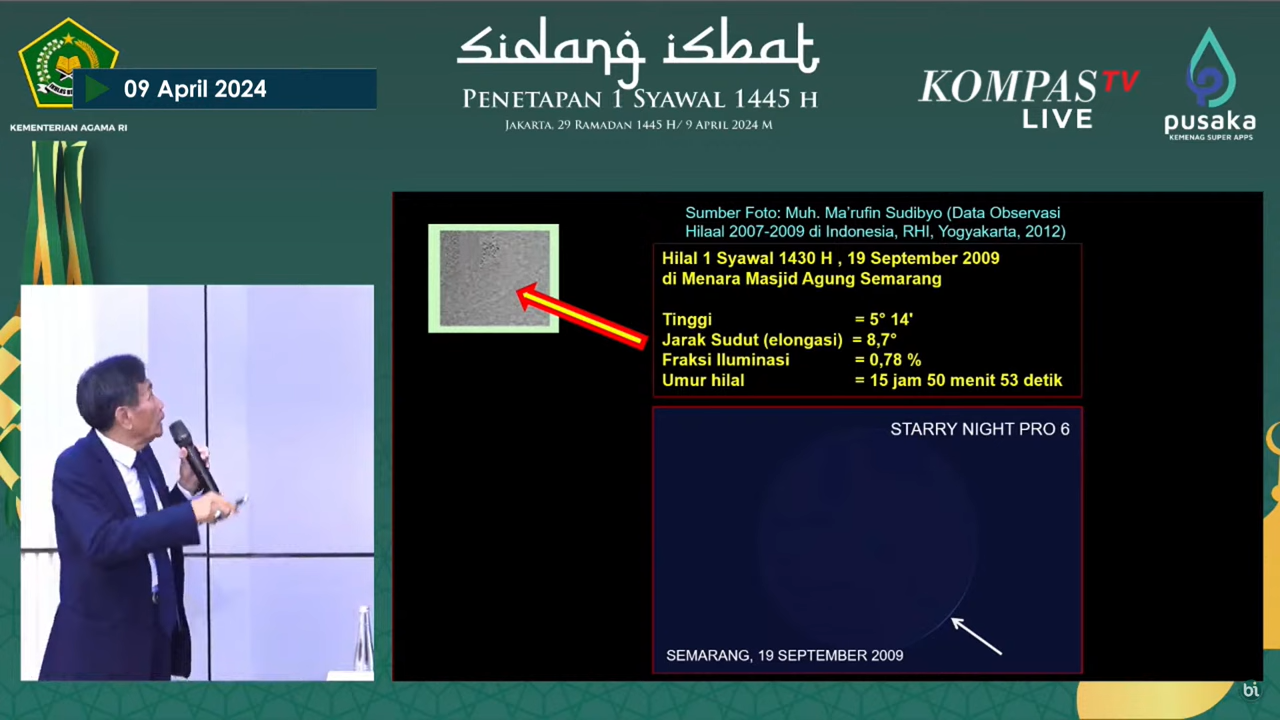 09 April 2024
KEMENTERIAN AGAMA RI
sidang isbat
PENETAPAN 1 SYAWAL 1445 H
JAKARTA, 29 RAMADAN 1445 H/ 9 APRIL 2024 M
KOMPAS TV
LIVE
pusaka
KEMENAG SUPER APPS
Sumber Foto: Muh. Ma'rufin Sudibyo (Data Observasi
Hilaal 2007-2009 di Indonesia, RHI, Yogyakarta, 2012)
Hilal 1 Syawal 1430 H , 19 September 2009
di Menara Masjid Agung Semarang
Tinggi = 5° 14'
Jarak Sudut (elongasi) = 8,7°
Fraksi Iluminasi = 0,78 %
Umur hilal = 15 jam 50 menit 53 detik
STARRY NIGHT PRO 6
SEMARANG, 19 SEPTEMBER 2009
bi